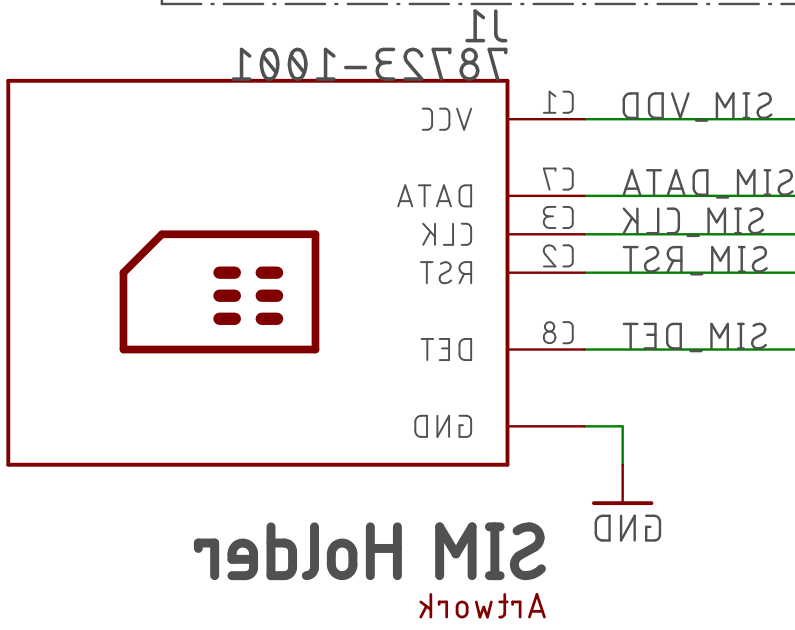 J1
78723-1001
VCC C1 SIM_VDD
DATA C7 SIM_DATA
CLK C3 SIM_CLK
RST C2 SIM_RST
DET C8 SIM_DET
GND
GND
SIM Holder
Artwork